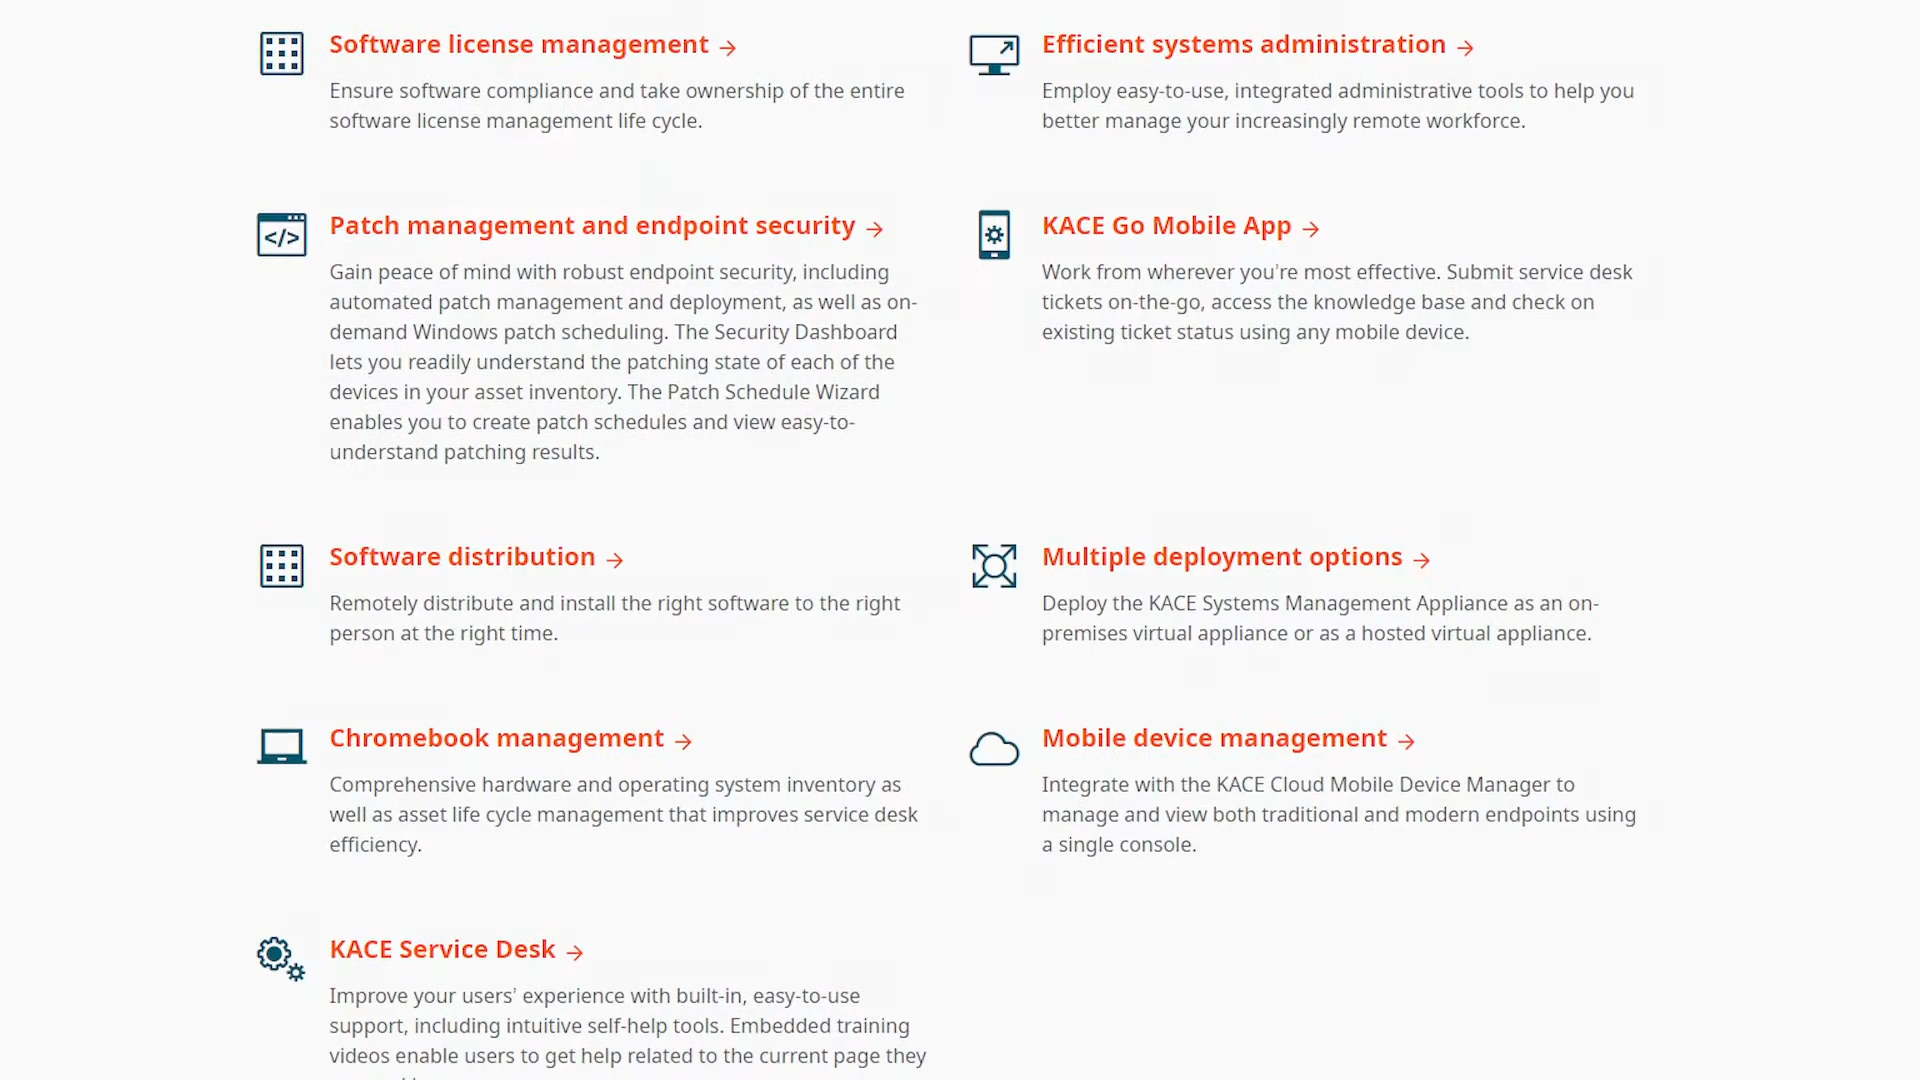 Software license management →
Ensure software compliance and take ownership of the entire
software license management life cycle.
Efficient systems administration →
Employ easy-to-use, integrated administrative tools to help you
better manage your increasingly remote workforce.
Patch management and endpoint security →
Gain peace of mind with robust endpoint security, including
automated patch management and deployment, as well as on-
demand Windows patch scheduling. The Security Dashboard
lets you readily understand the patching state of each of the
devices in your asset inventory. The Patch Schedule Wizard
enables you to create patch schedules and view easy-to-
understand patching results.
KACE Go Mobile App →
Work from wherever you’re most effective. Submit service desk
tickets on-the-go, access the knowledge base and check on
existing ticket status using any mobile device.
Software distribution →
Remotely distribute and install the right software to the right
person at the right time.
Multiple deployment options →
Deploy the KACE Systems Management Appliance as an on-
premises virtual appliance or as a hosted virtual appliance.
Chromebook management →
Comprehensive hardware and operating system inventory as
well as asset life cycle management that improves service desk
efficiency.
Mobile device management →
Integrate with the KACE Cloud Mobile Device Manager to
manage and view both traditional and modern endpoints using
a single console.
KACE Service Desk →
Improve your users’ experience with built-in, easy-to-use
support, including intuitive self-help tools. Embedded training
videos enable users to get help related to the current page they